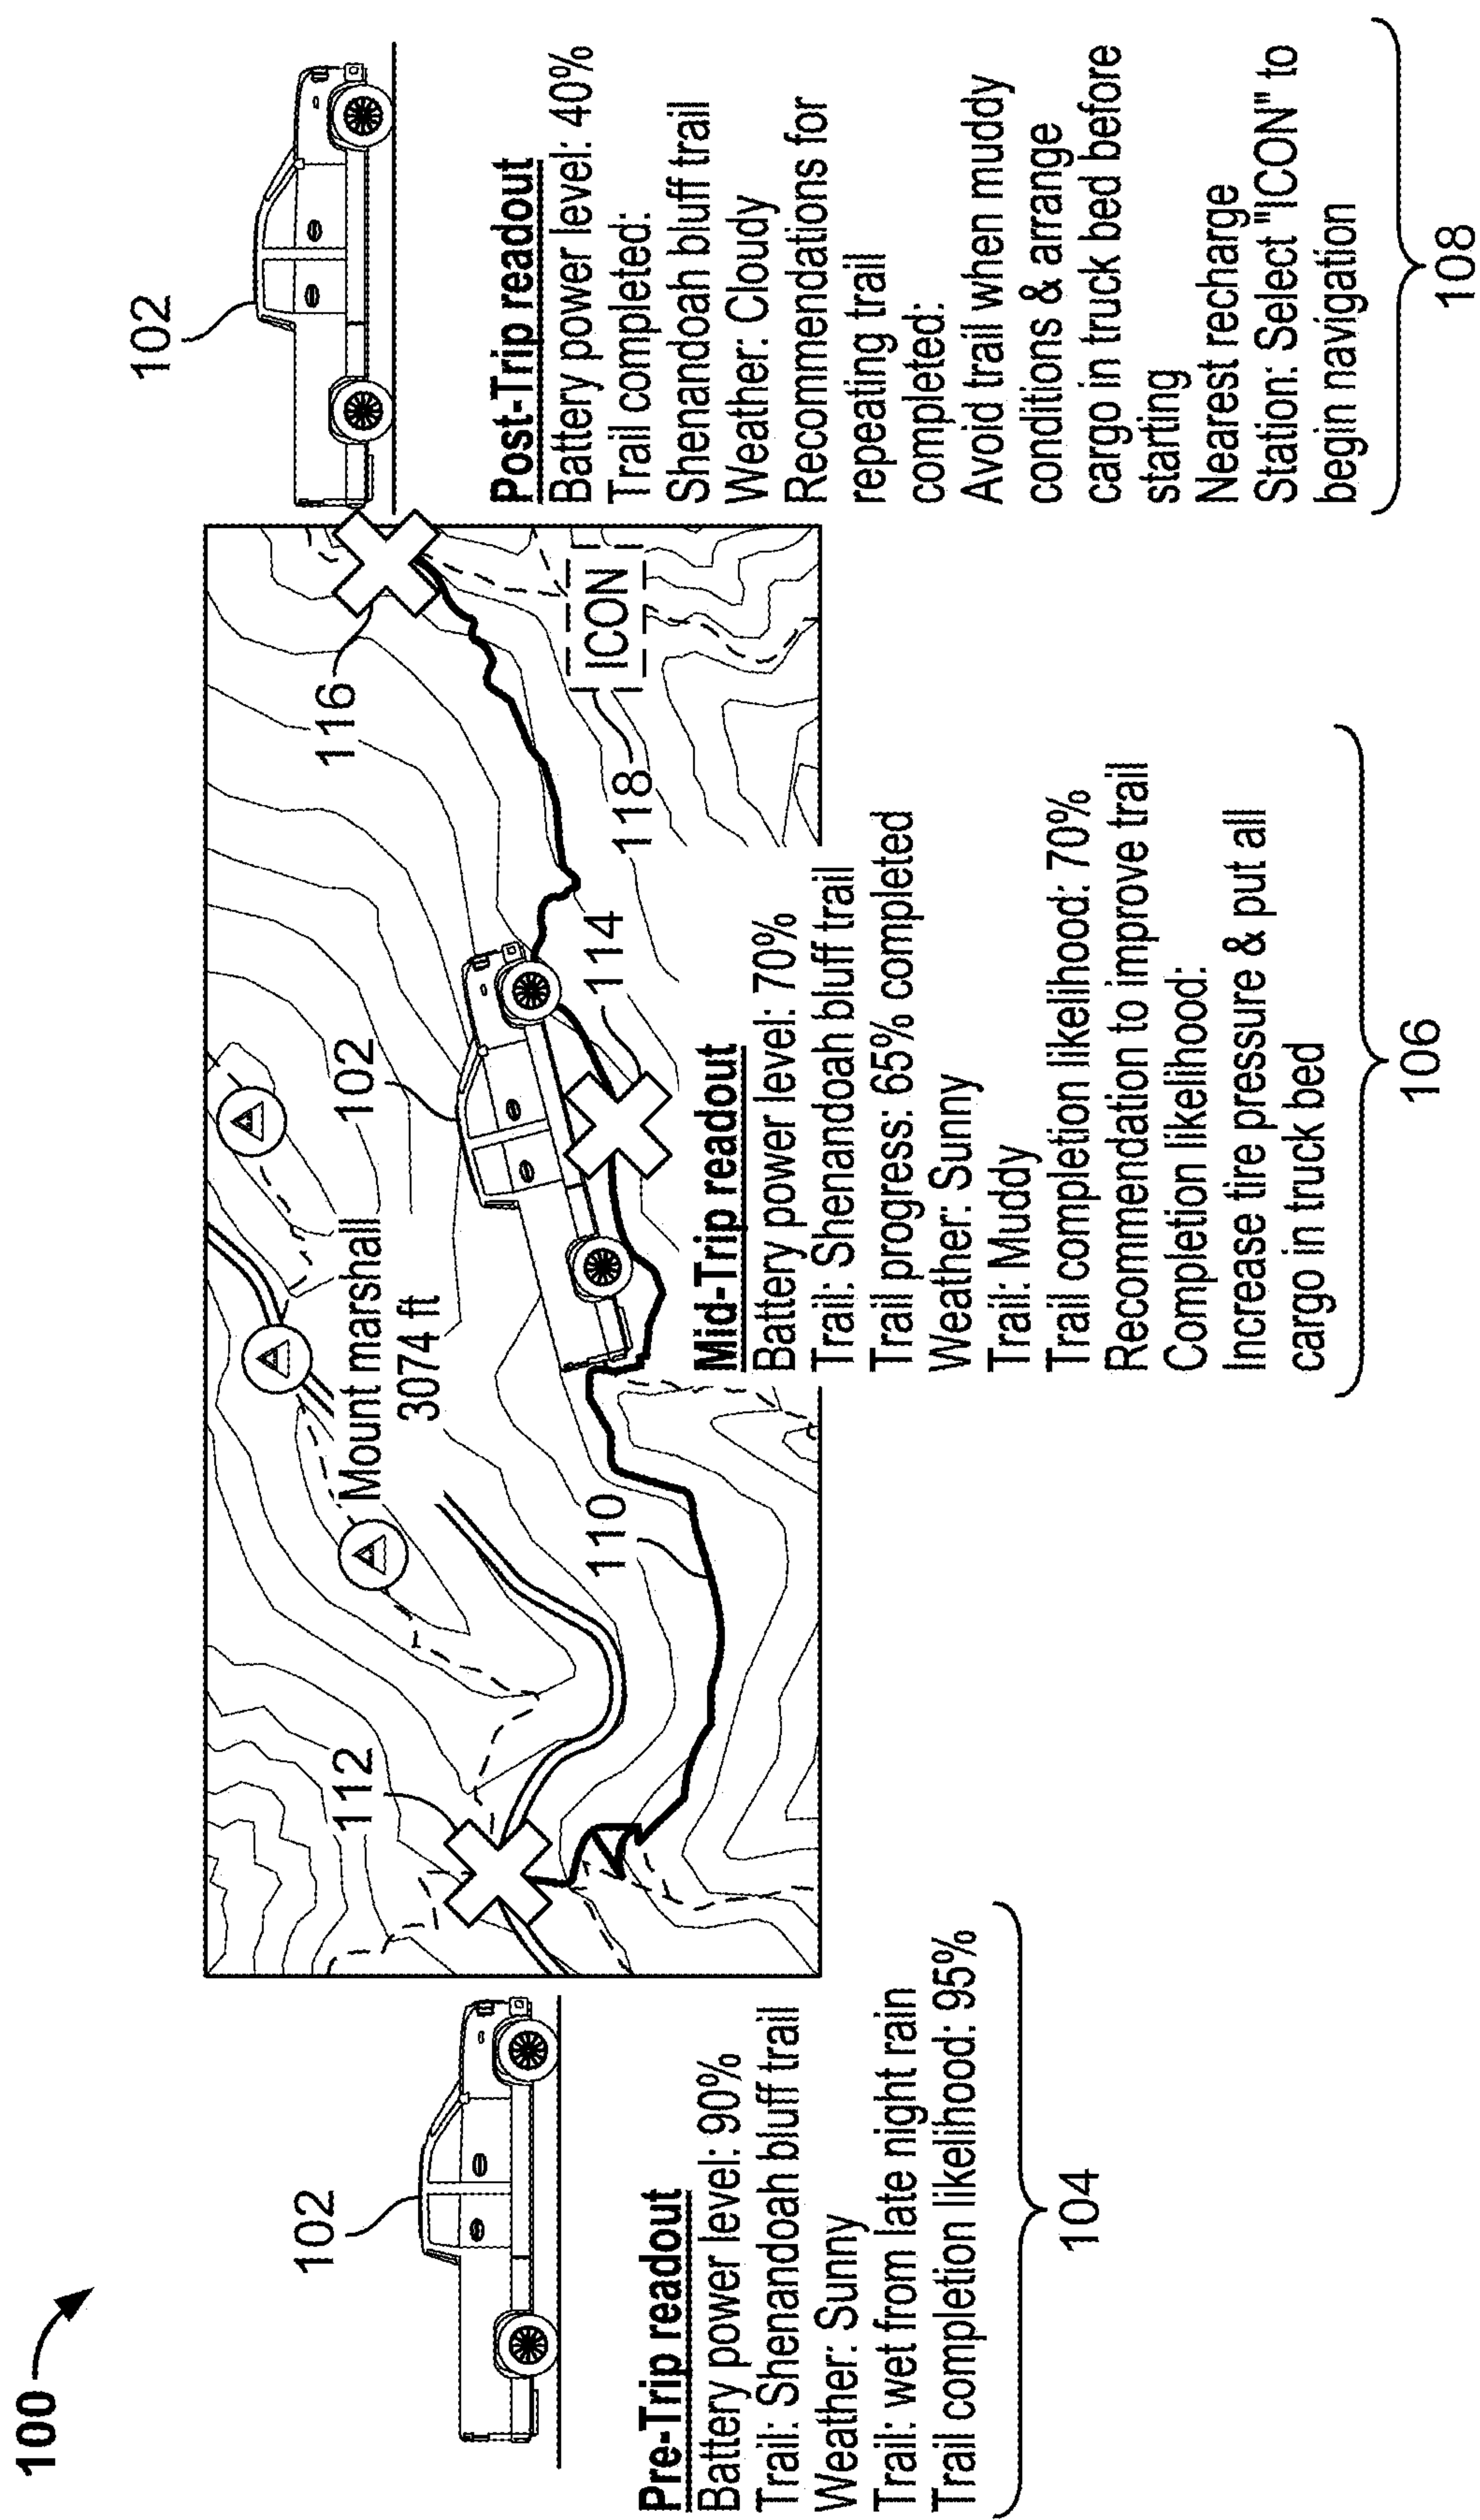 100
102
Pre-Trip readout
Battery power level: 90%
Trail: Shenandoah bluff trail
Weather: Sunny
Trail: wet from late night rain
Trail completion likelihood: 95%
104
112
Mount marshall
3074 ft
110
102
114
116
118
ICON
Mid-Trip readout
Battery power level: 70%
Trail: Shenandoah bluff trail
Trail progress: 65% completed
Weather: Sunny
Trail: Muddy
Trail completion likelihood: 70%
Recommendation to improve trail
Completion likelihood:
Increase tire pressure & put all
cargo in truck bed
106
102
Post-Trip readout
Battery power level: 40%
Trail completed:
Shenandoah bluff trail
Weather: Cloudy
Recommendations for
repeating trail
completed:
Avoid trail when muddy
conditions & arrange
cargo in truck bed before
starting
Nearest recharge
Station: Select "ICON" to
begin navigation
108